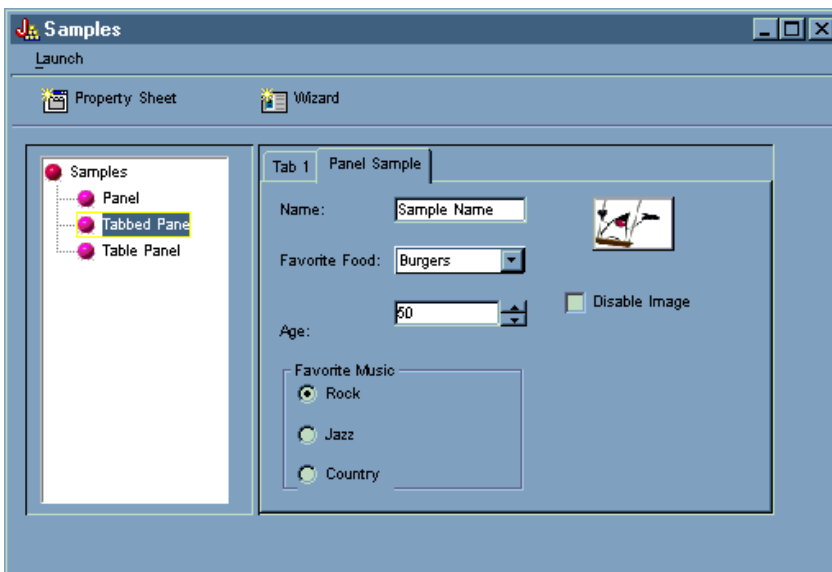 Samples
Launch
Property Sheet
Wizard
Samples
Panel
Tabbed Pane
Table Panel
Tab 1
Panel Sample
Name:
Sample Name
Favorite Food:
Burgers
Age:
50
Disable Image
Favorite Music
Rock
Jazz
Country